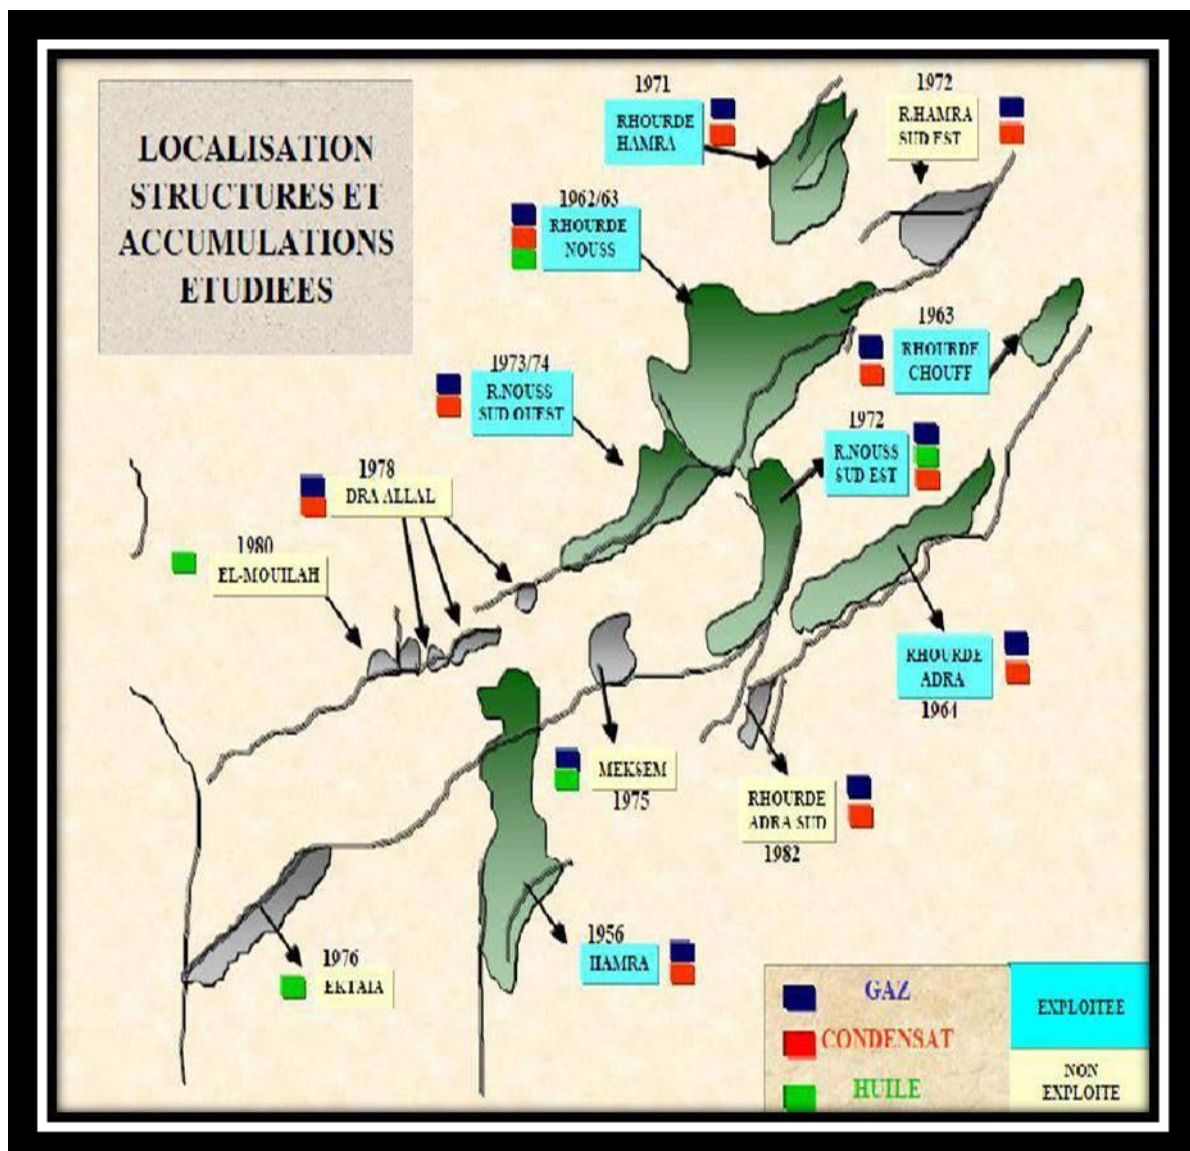 LOCALISATION
STRUCTURES ET
ACCUMULATIONS
ETUDIEES
1971
RHOURDE
HAMRA
1972
R.HAMRA
SUD EST
1962/63
RHOURDE
NOUSS
1963
RHOURDE
CHOUFF
1973/74
R.NOUSS
SUD OUEST
1972
R.NOUSS
SUD EST
1978
DRA ALLAL
1980
EL-MOUILAH
RHOURDE
ADRA
1964
MEKSEM
1975
RHOURDE
ADRA SUD
1982
1956
HAMRA
1976
EKTAIA
GAZ
CONDENSAT
HUILE
EXPLOITEE
NON
EXPLOITE